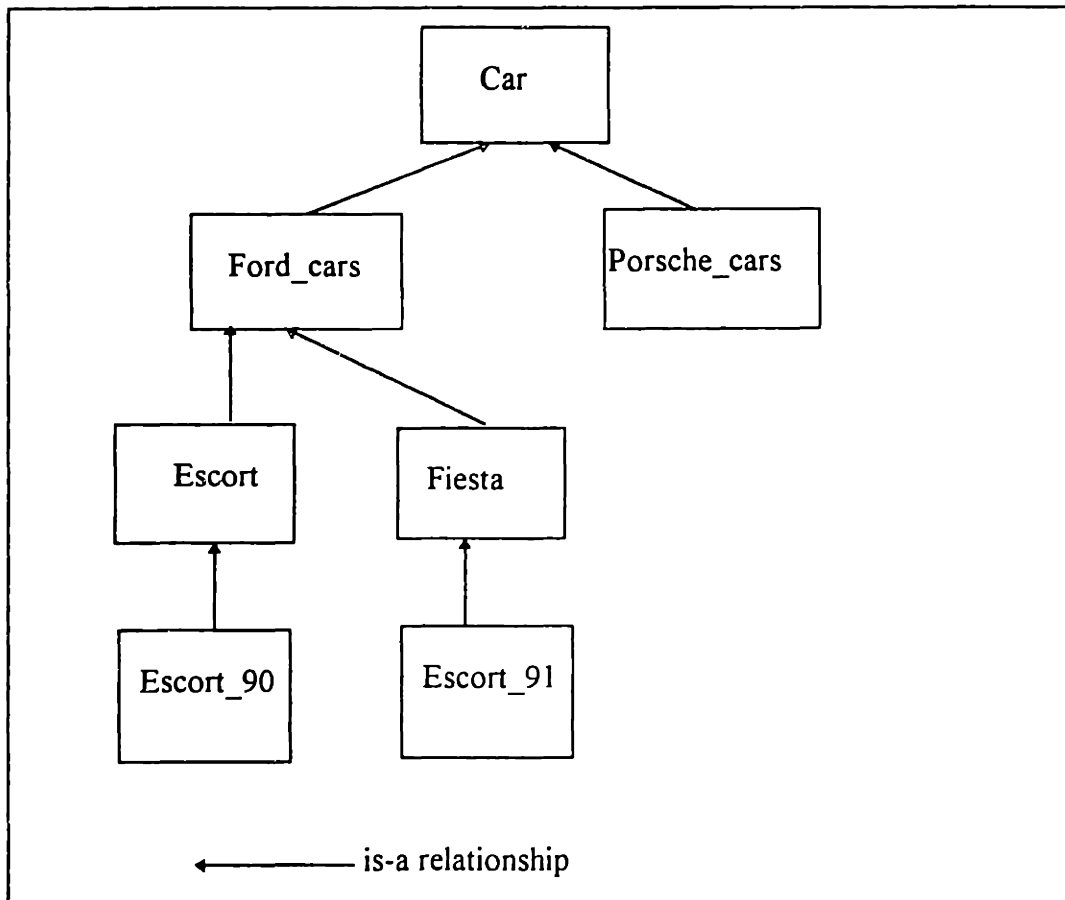 Car
Ford_cars
Porsche_cars
Escort
Fiesta
Escort_90
Escort_91
is-a relationship